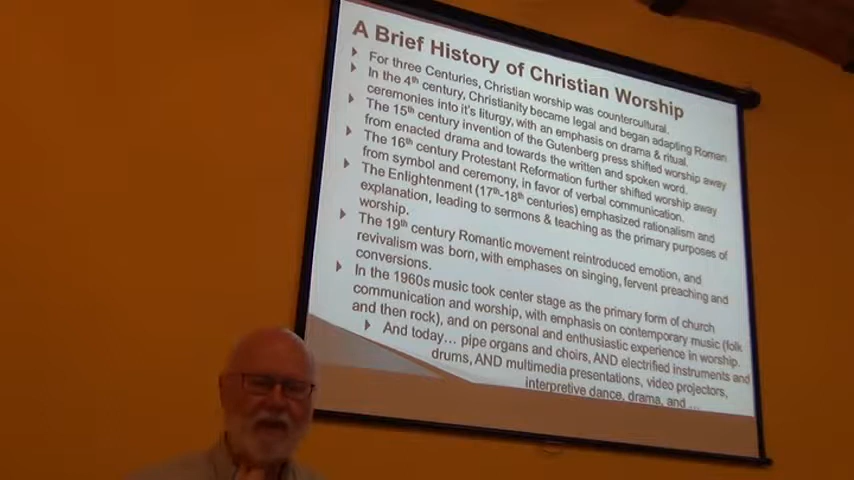 A Brief History of Christian Worship
For three Centuries, Christian worship was countercultural.
In the 4th century, Christianity became legal and began adapting Roman
ceremonies into it's liturgy, with an emphasis on drama & ritual.
The 15th century invention of the Gutenberg press shifted worship away
from enacted drama and towards the written and spoken word.
The 16th century Protestant Reformation further shifted worship away
from symbol and ceremony, in favor of verbal communication.
The Enlightenment (17th-18th centuries) emphasized rationalism and
explanation, leading to sermons & teaching as the primary purposes of
worship.
The 19th century Romantic movement reintroduced emotion, and
revivalism was born, with emphases on singing, fervent preaching and
conversions.
In the 1960s music took center stage as the primary form of church
communication and worship, with emphasis on contemporary music (folk
and then rock), and on personal and enthusiastic experience in worship.
And today… pipe organs and choirs, AND electrified instruments and
drums, AND multimedia presentations, video projectors,
interpretive dance, drama, and …